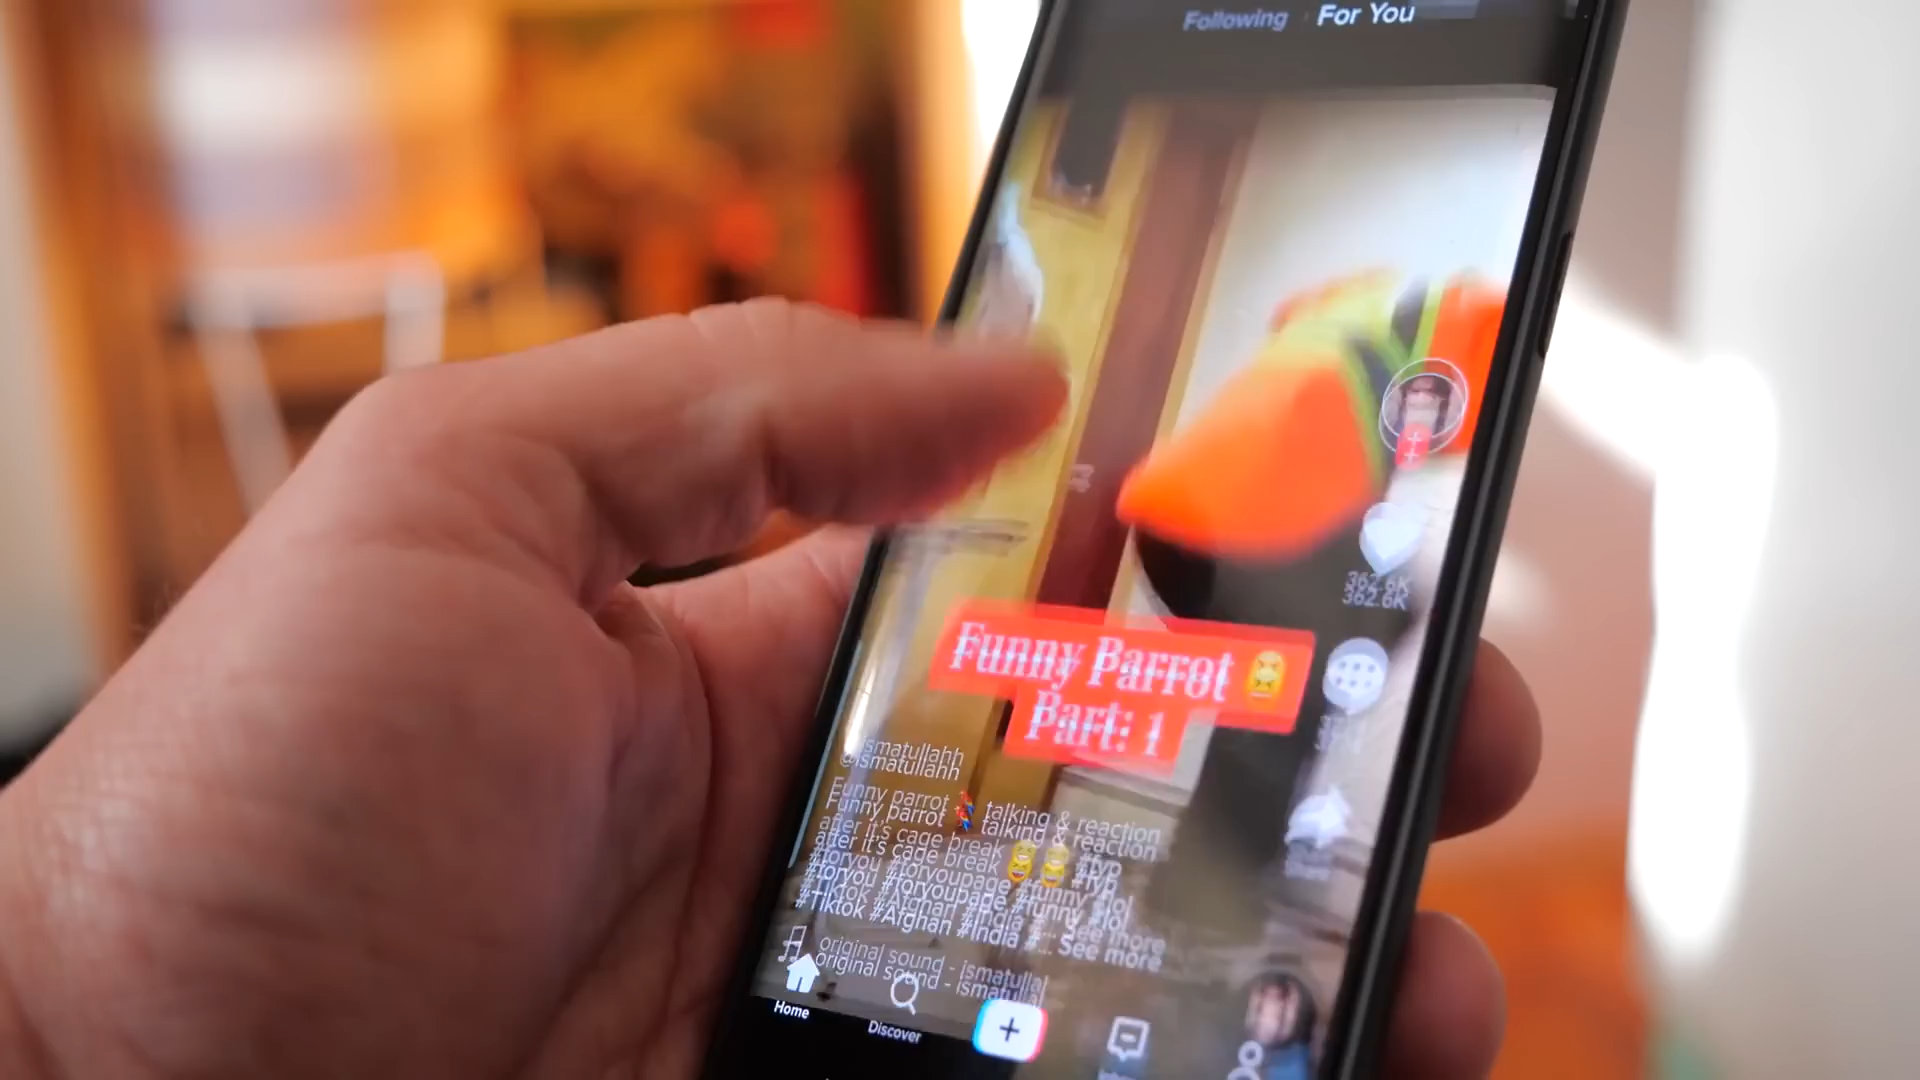 Following For You
362.6K
Funny Parrot
Part: 1
@ismatullahh
Funny parrot talking & reaction
after it's cage break #fyp
#foryou #foryoupage #funny #lol
#Tiktok #Afghan #India #... See more
original sound - ismatullah
Home
Discover